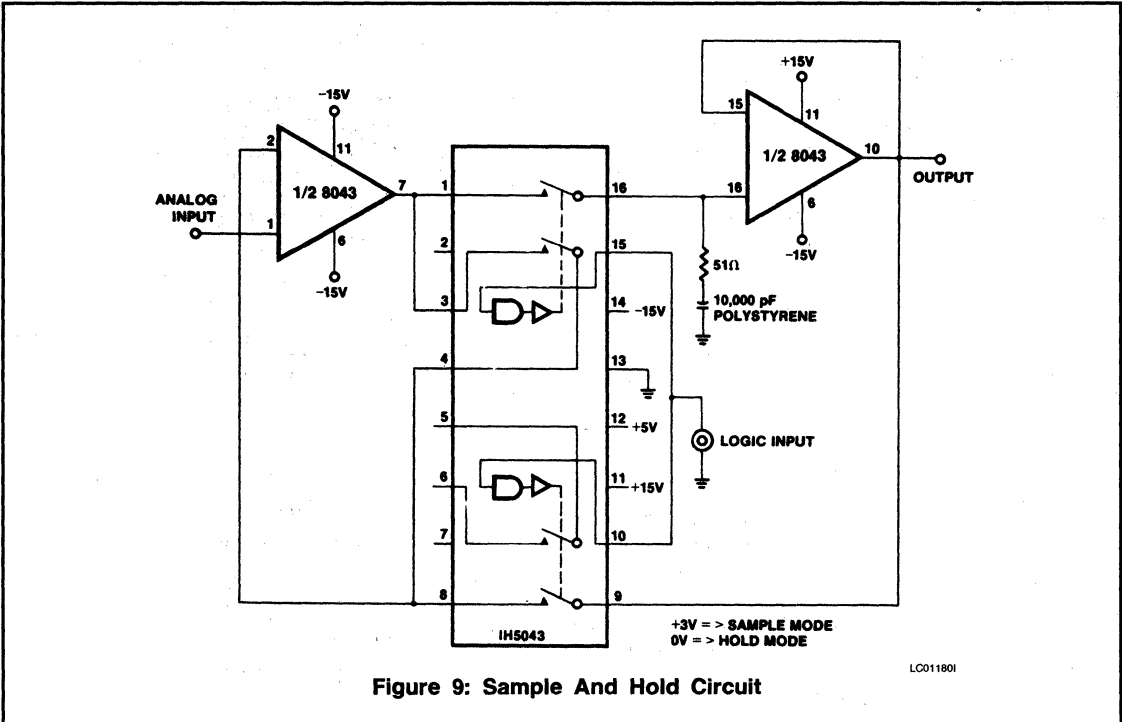 -15V
11
2
1/2 8043
7
ANALOG
INPUT
1
6
-15V
+15V
15
11
1/2 8043
10
OUTPUT
16
6
-15V
1
16
2
15
51Ω
10,000 pF
POLYSTYRENE
3
14
-15V
4
13
5
12
+5V
LOGIC INPUT
6
11
+15V
7
10
8
9
IH5043
+3V = > SAMPLE MODE
0V = > HOLD MODE
LC01180I
Figure 9: Sample And Hold Circuit